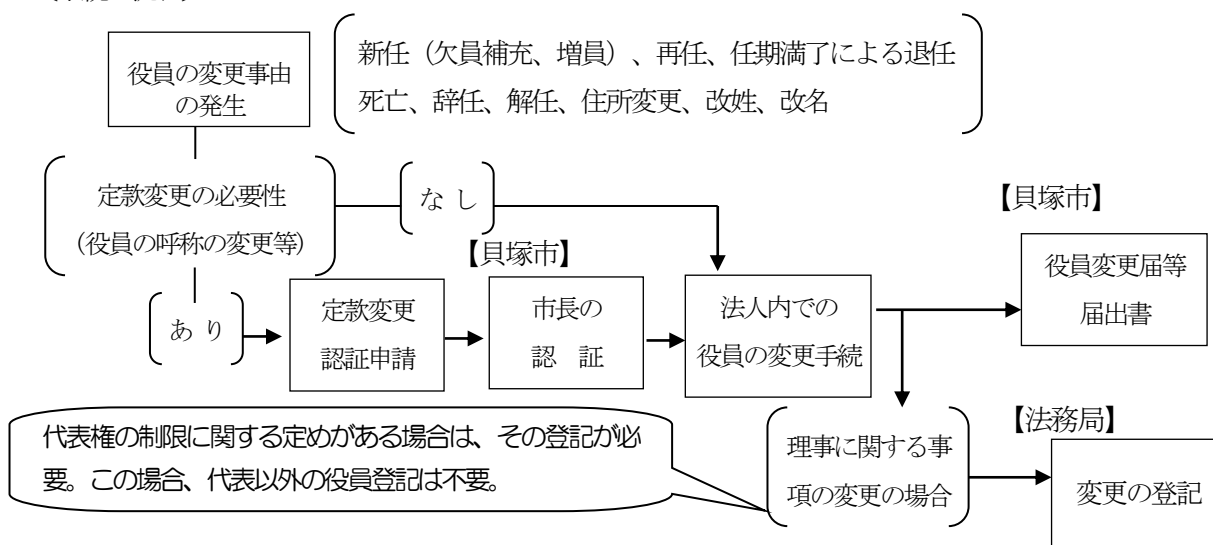 役員の変更事由
の発生
新任（欠員補充、増員）、再任、任期満了による退任
死亡、辞任、解任、住所変更、改姓、改名
定款変更の必要性
（役員の呼称の変更等）
な し
あ り
定款変更
認証申請
【貝塚市】
市長の
認 証
法人内での
役員の変更手続
【貝塚市】
役員変更届等
届出書
代表権の制限に関する定めがある場合は、その登記が必
要。この場合、代表以外の役員登記は不要。
理事に関する事
項の変更の場合
【法務局】
変更の登記